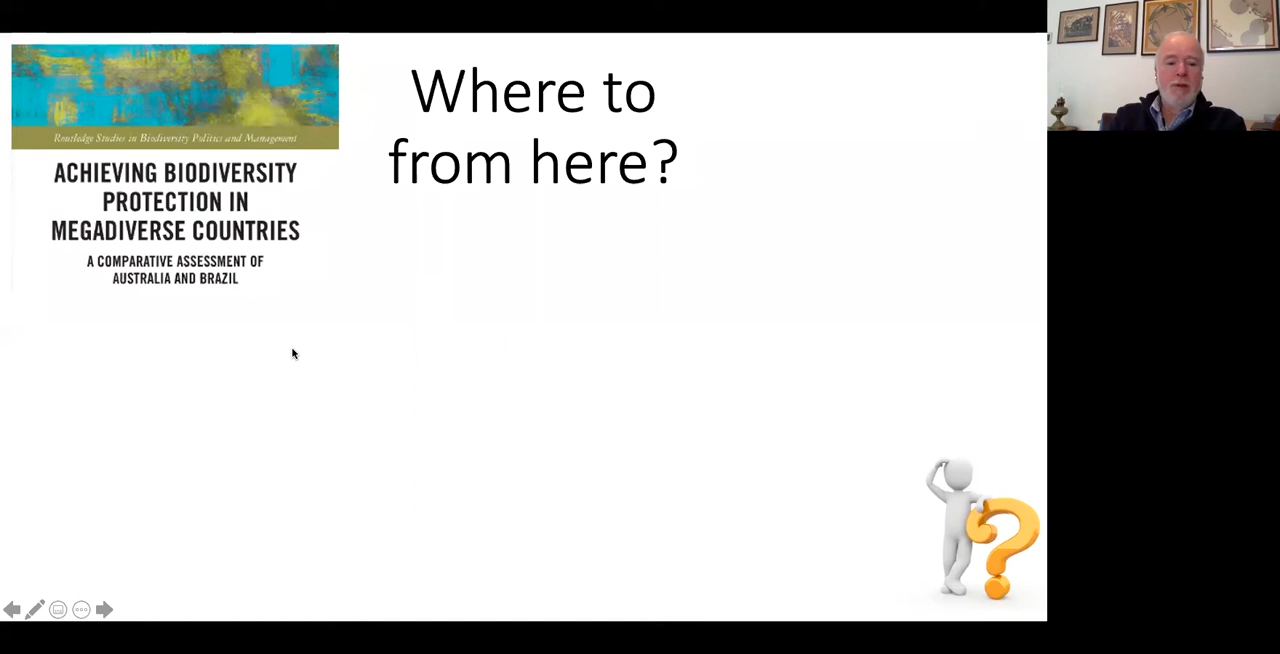 Routledge Studies in Biodiversity Politics and Management
ACHIEVING BIODIVERSITY
PROTECTION IN
MEGADIVERSE COUNTRIES
A COMPARATIVE ASSESSMENT OF
AUSTRALIA AND BRAZIL
Where to
from here?